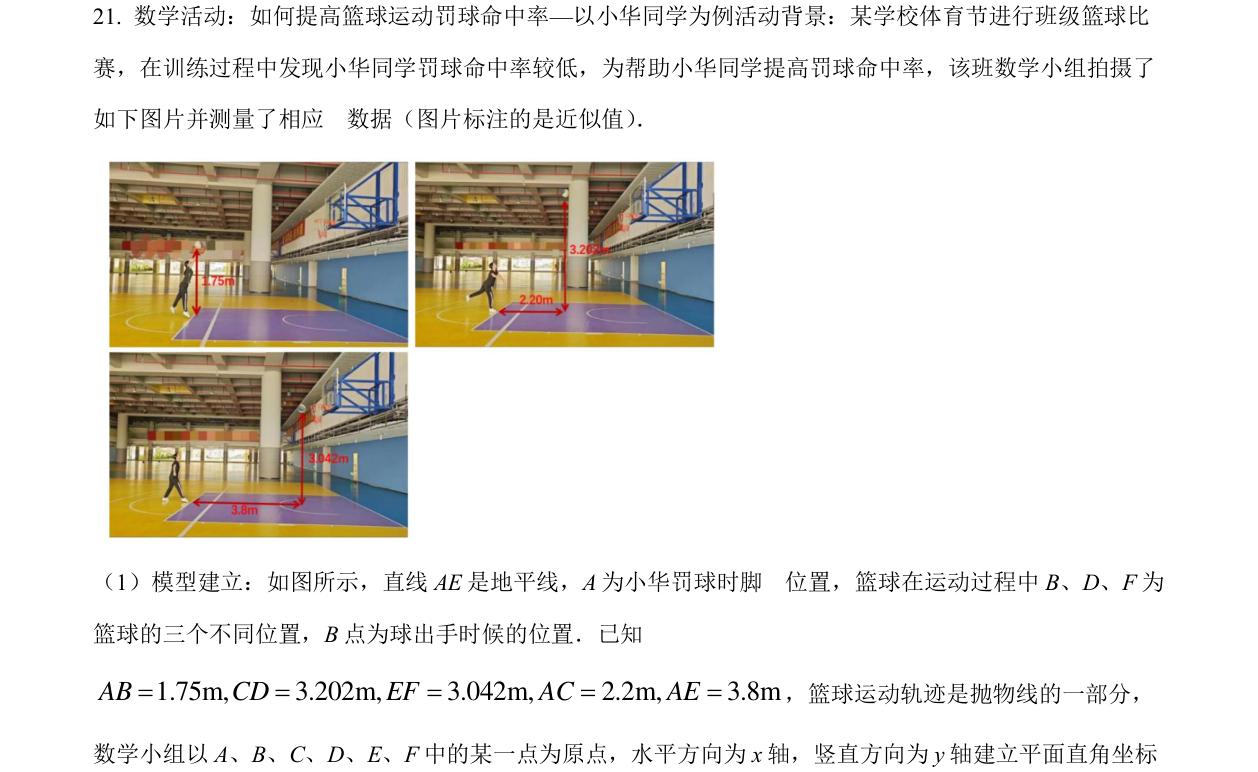 21. 数学活动：如何提高篮球运动罚球命中率—以小华同学为例活动背景：某学校体育节进行班级篮球比
赛，在训练过程中发现小华同学罚球命中率较低，为帮助小华同学提高罚球命中率，该班数学小组拍摄了
如下图片并测量了相应 数据（图片标注的是近似值）．
1.75m
2.20m
3.042m
3.8m
（1）模型建立：如图所示，直线 AE 是地平线，A 为小华罚球时脚 位置，篮球在运动过程中 B、D、F 为
篮球的三个不同位置，B 点为球出手时候的位置．已知
AB = 1.75m, CD = 3.202m, EF = 3.042m, AC = 2.2m, AE = 3.8m，篮球运动轨迹是抛物线的一部分，
数学小组以 A、B、C、D、E、F 中的某一点为原点，水平方向为 x 轴，竖直方向为 y 轴建立平面直角坐标